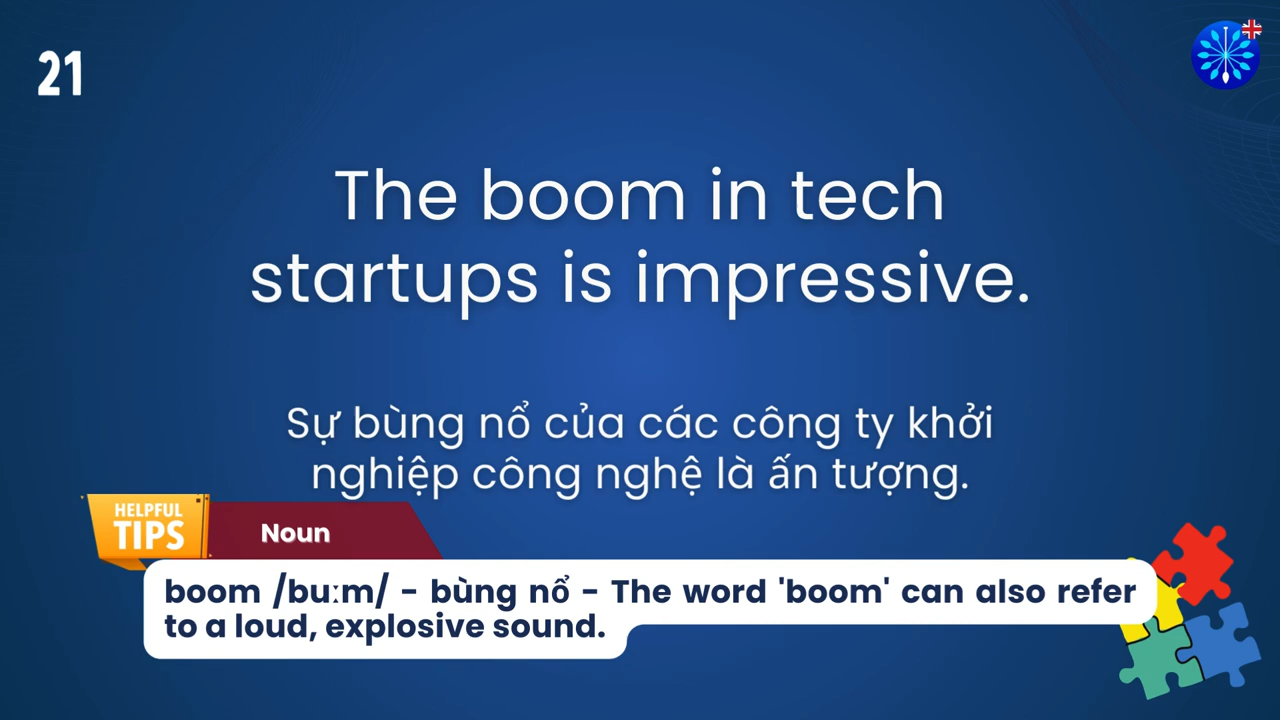 21
The boom in tech
startups is impressive.
Sự bùng nổ của các công ty khởi
nghiệp công nghệ là ấn tượng.
HELPFUL
TIPS
Noun
boom /buːm/ - bùng nổ - The word 'boom' can also refer
to a loud, explosive sound.